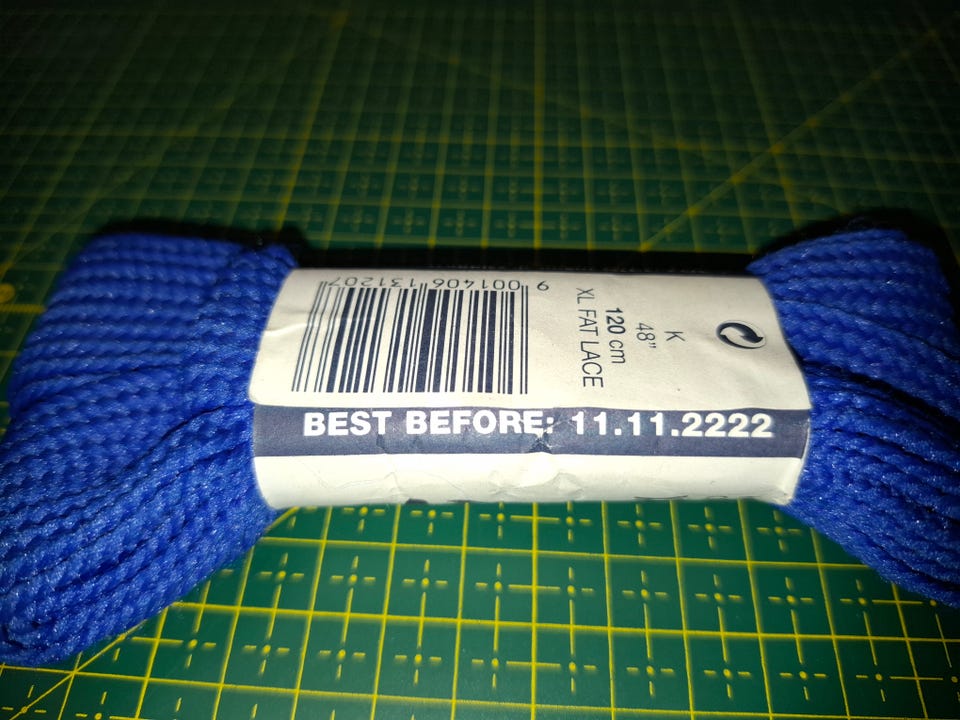 9 001406 131207
K
48"
120 cm
XL FAT LACE
BEST BEFORE: 11.11.2222